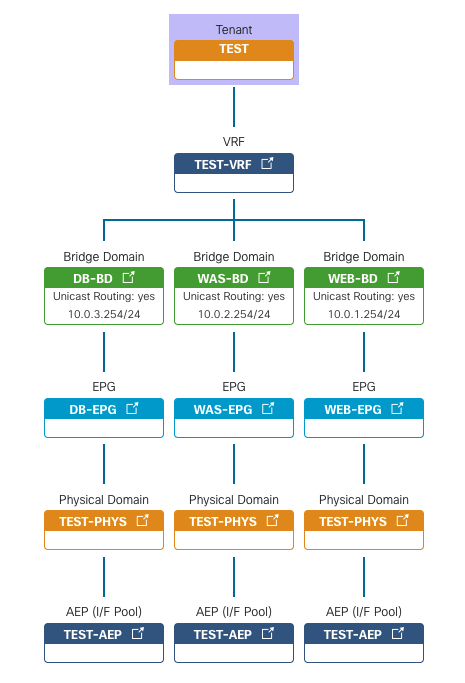 Tenant
TEST
VRF
TEST-VRF
Bridge Domain Bridge Domain Bridge Domain
DB-BD WAS-BD WEB-BD
Unicast Routing: yes Unicast Routing: yes Unicast Routing: yes
10.0.3.254/24 10.0.2.254/24 10.0.1.254/24
EPG EPG EPG
DB-EPG WAS-EPG WEB-EPG
Physical Domain Physical Domain Physical Domain
TEST-PHYS TEST-PHYS TEST-PHYS
AEP (I/F Pool) AEP (I/F Pool) AEP (I/F Pool)
TEST-AEP TEST-AEP TEST-AEP